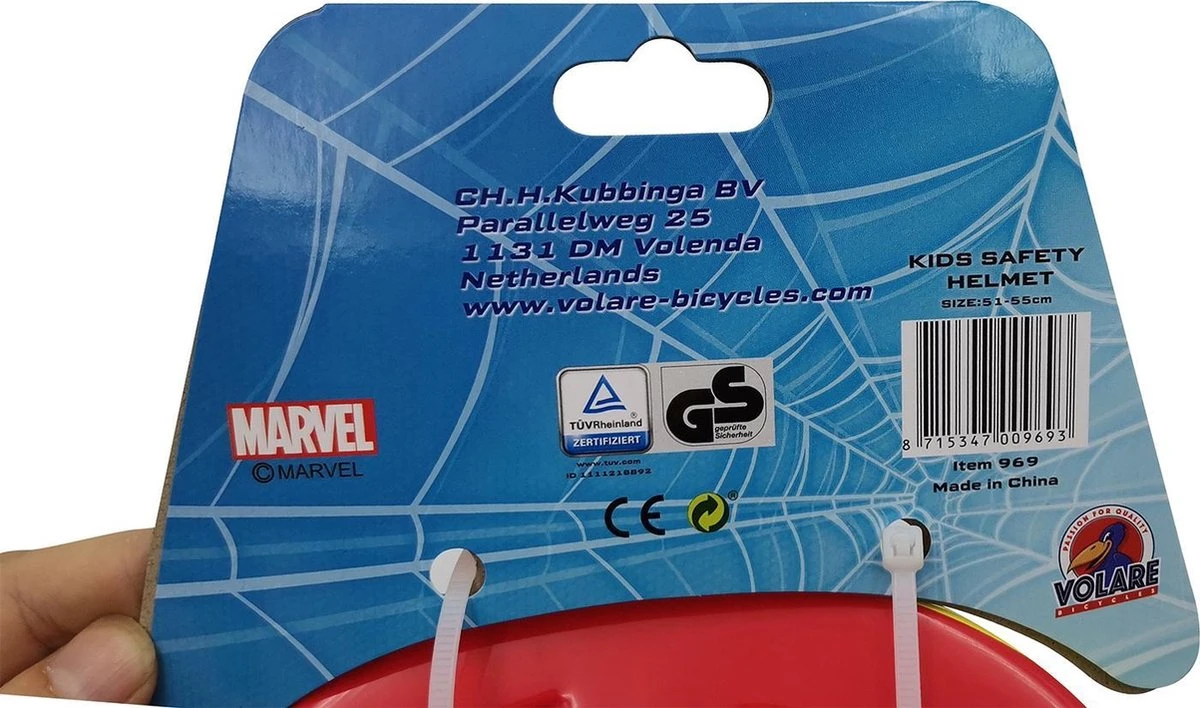 CH.H.Kubbinga BV
Parallelweg 25
1131 DM Volenda
Netherlands
www.volare-bicycles.com
KIDS SAFETY
HELMET
SIZE:51-55cm
8 715347 009693
Item 969
Made in China
MARVEL
© MARVEL
TÜVRheinland®
ZERTIFIZIERT
www.tuv.com
ID 1111218892
GS
geprüfte
Sicherheit
CE
®
PASSION FOR QUALITY
VOLARE
BICYCLES